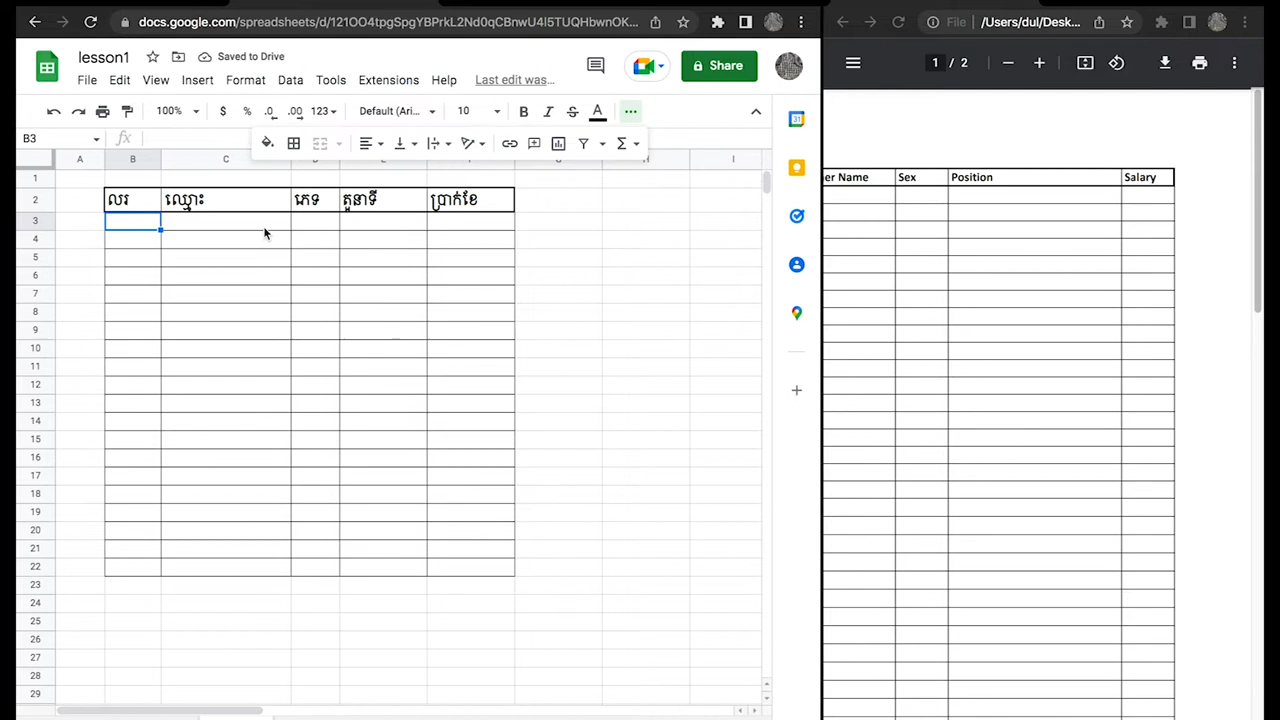 docs.google.com/spreadsheets/d/121OO4tpgSpgYBPrkL2Nd0qCBnwU4l5TUQHbwnOK...
File /Users/dul/Desk...
lesson1 Saved to Drive
File Edit View Insert Format Data Tools Extensions Help Last edit was...
Share
1 / 2
100% $ % .0 .00 123 Default (Ari... 10 B I S A
B3 fx
A B C D E F G H I
1
2 លរ ឈ្មោះ ភេទ តួនាទី ប្រាក់ខែ
3
4
5
6
7
8
9
10
11
12
13
14
15
16
17
18
19
20
21
22
23
24
25
26
27
28
29
31
er Name Sex Position Salary